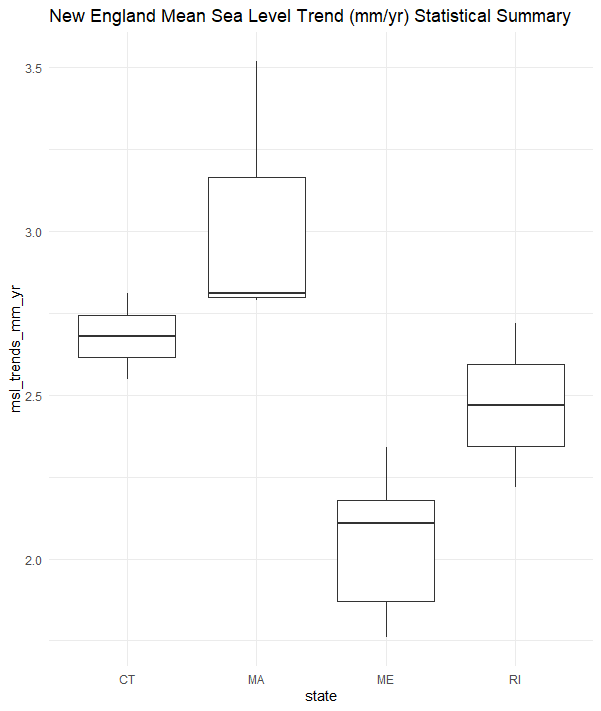 New England Mean Sea Level Trend (mm/yr) Statistical Summary
msl_trends_mm_yr
3.5
3.0
2.5
2.0
CT MA ME RI
state